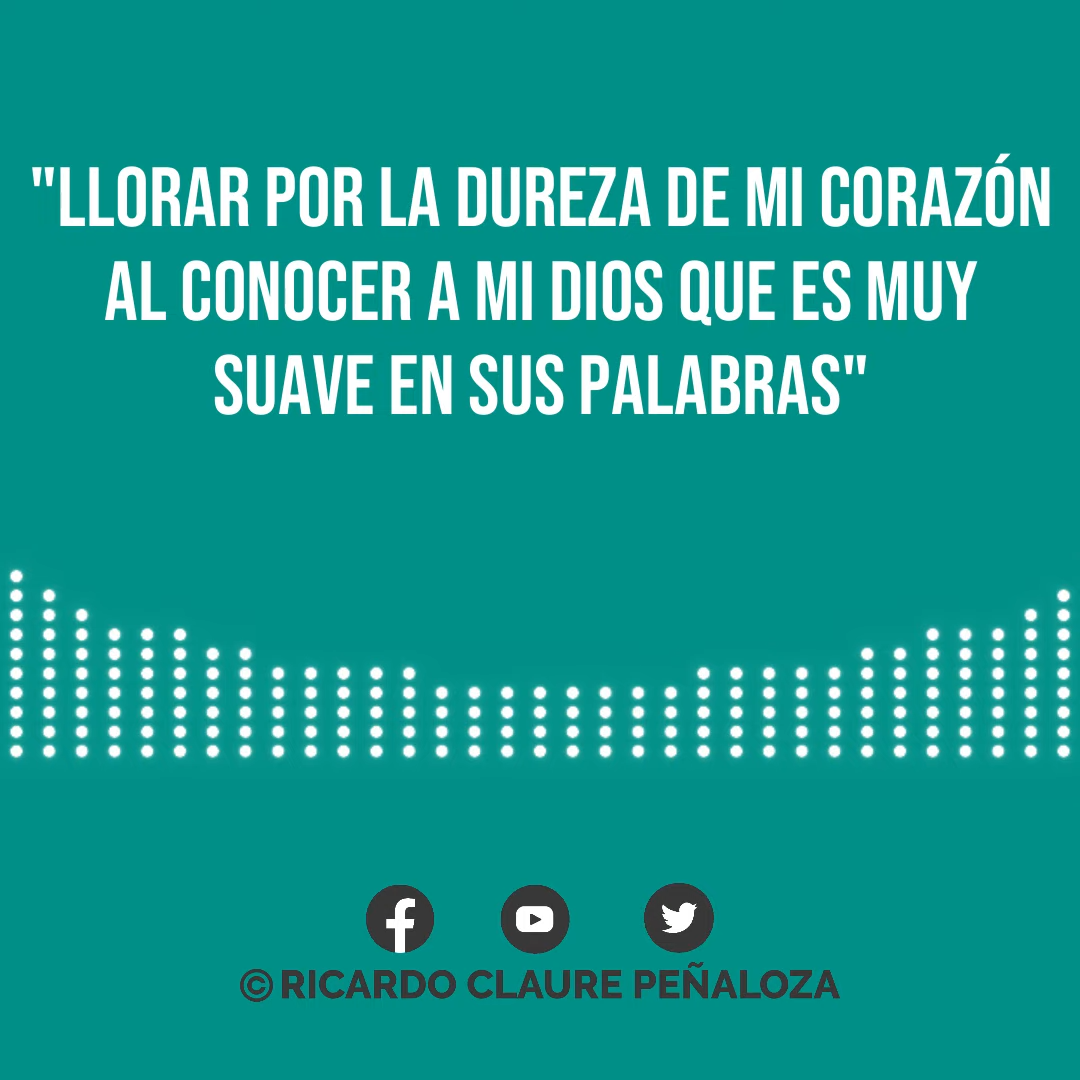 "LLORAR POR LA DUREZA DE MI CORAZÓN
AL CONOCER A MI DIOS QUE ES MUY
SUAVE EN SUS PALABRAS"
© RICARDO CLAURE PEÑALOZA